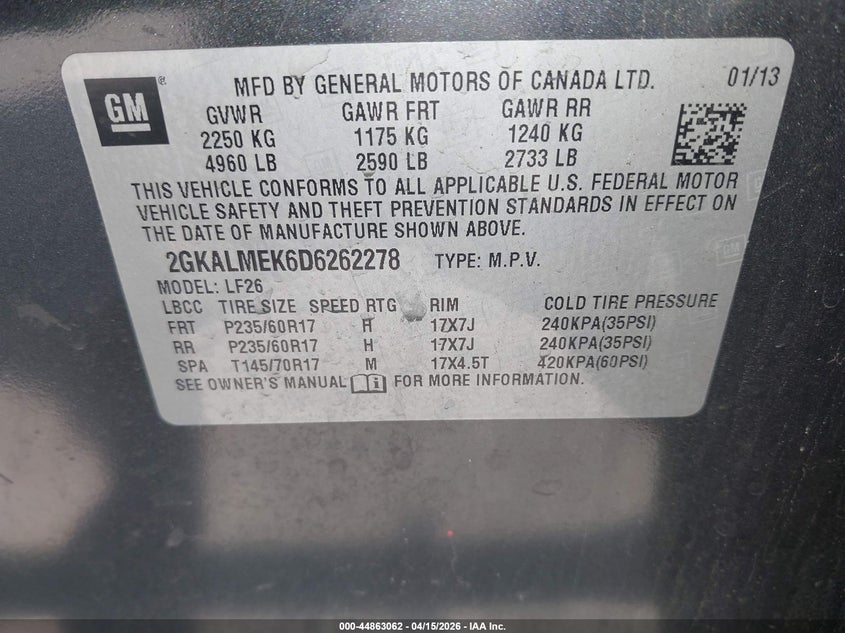 GM®
MFD BY GENERAL MOTORS OF CANADA LTD. 01/13
GVWR GAWR FRT GAWR RR
2250 KG 1175 KG 1240 KG
4960 LB 2590 LB 2733 LB
THIS VEHICLE CONFORMS TO ALL APPLICABLE U.S. FEDERAL MOTOR
VEHICLE SAFETY AND THEFT PREVENTION STANDARDS IN EFFECT ON
THE DATE OF MANUFACTURE SHOWN ABOVE.
2GKALMEK6D6262278 TYPE: M.P.V.
MODEL: LF26
LBCC TIRE SIZE SPEED RTG RIM COLD TIRE PRESSURE
FRT P235/60R17 H 17X7J 240KPA(35PSI)
RR P235/60R17 H 17X7J 240KPA(35PSI)
SPA T145/70R17 M 17X4.5T 420KPA(60PSI)
SEE OWNER'S MANUAL FOR MORE INFORMATION.
000-44863062 - 04/15/2026 - IAA Inc.